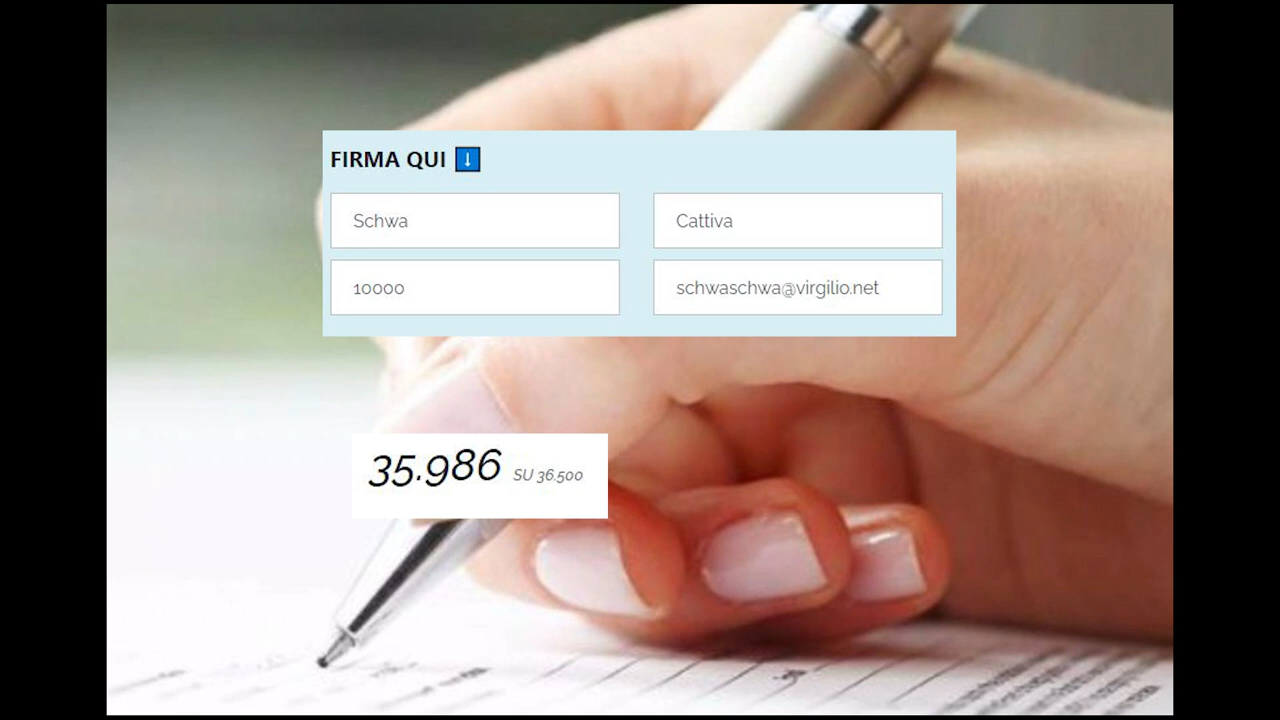 FIRMA QUI ⬇
Schwa Cattiva
10000 schwaschwa@virgilio.net
35.986 SU 36.500